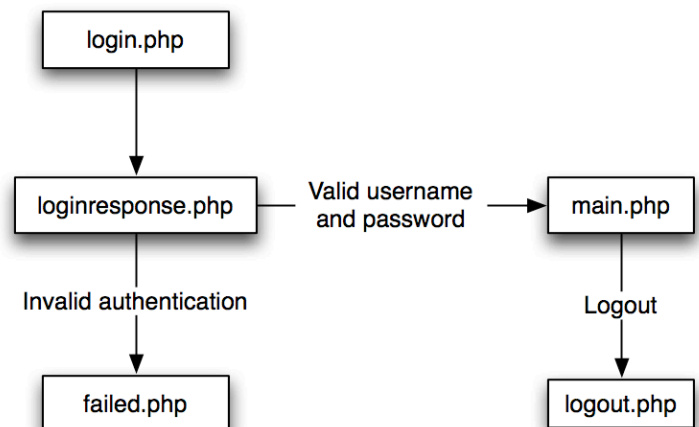 login.php
loginresponse.php
Valid username
and password
main.php
Invalid authentication
Logout
failed.php
logout.php